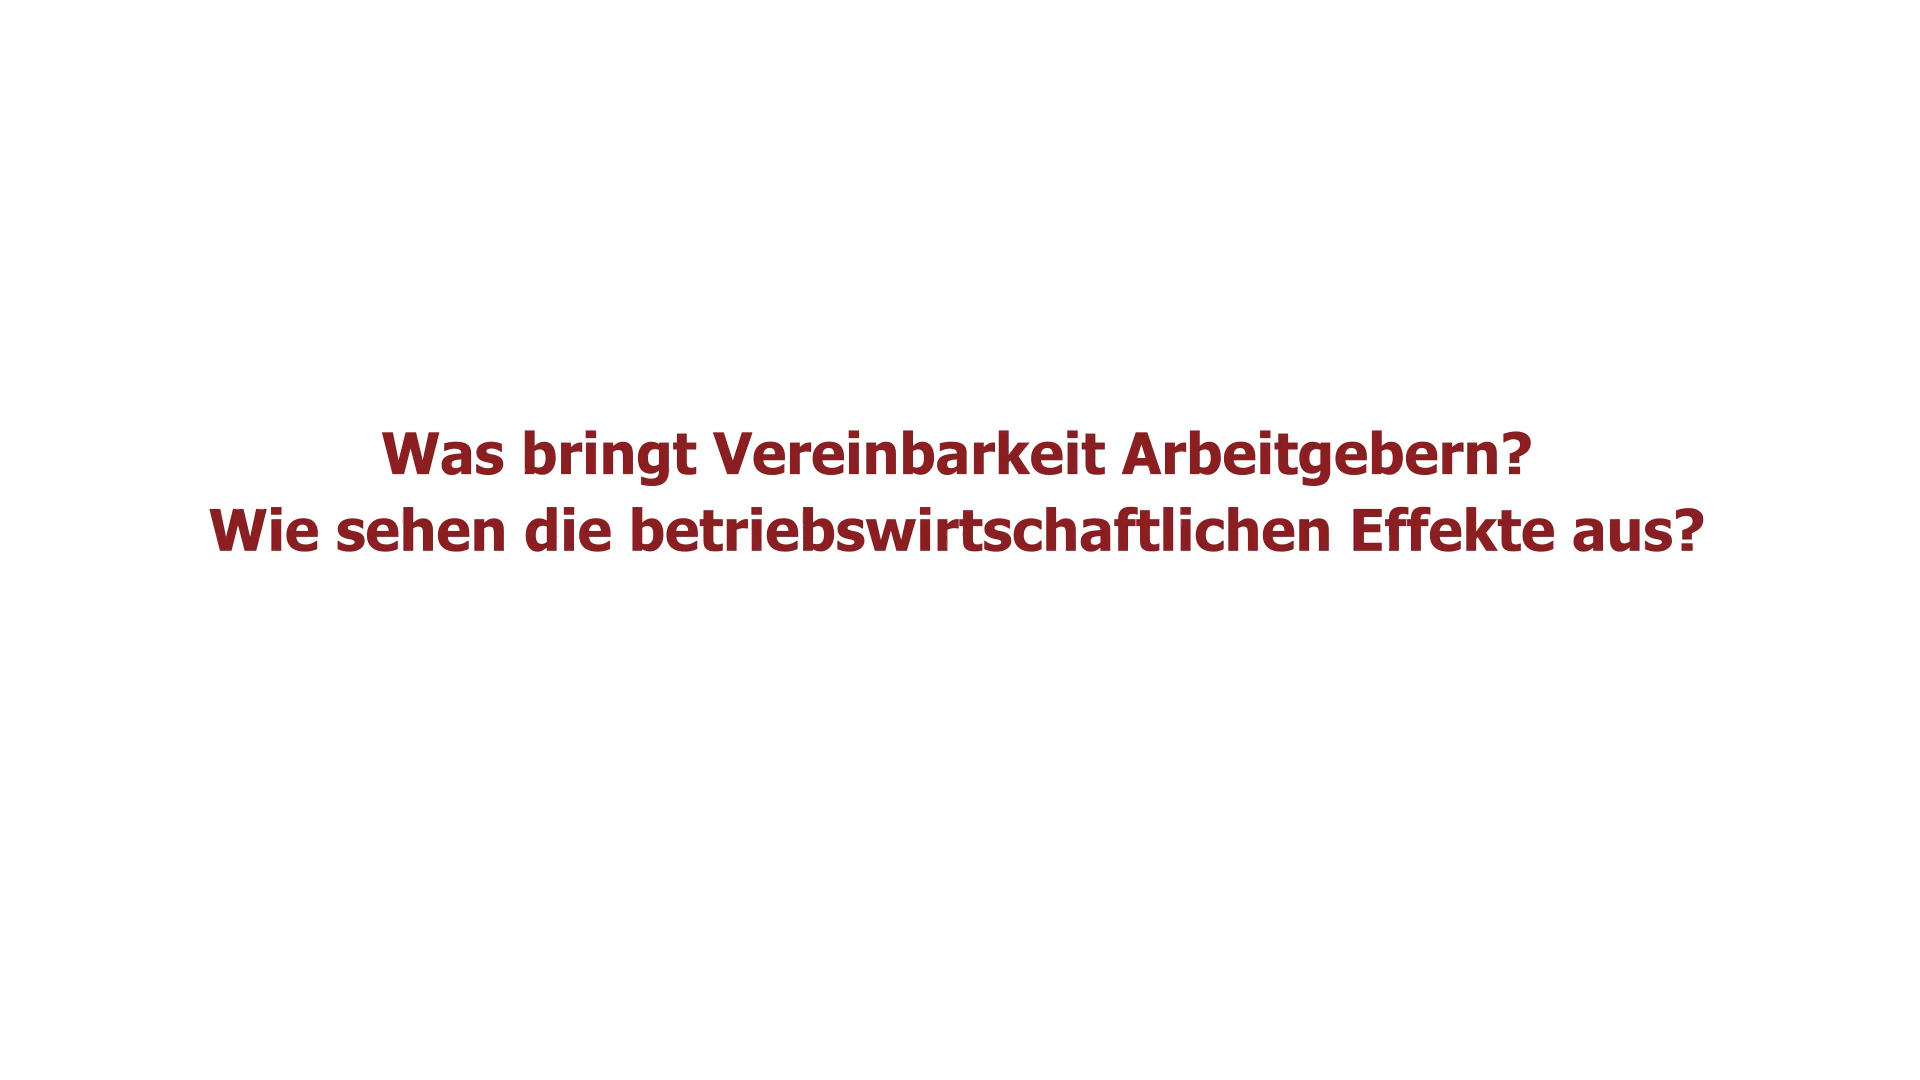 Was bringt Vereinbarkeit Arbeitgebern?
Wie sehen die betriebswirtschaftlichen Effekte aus?